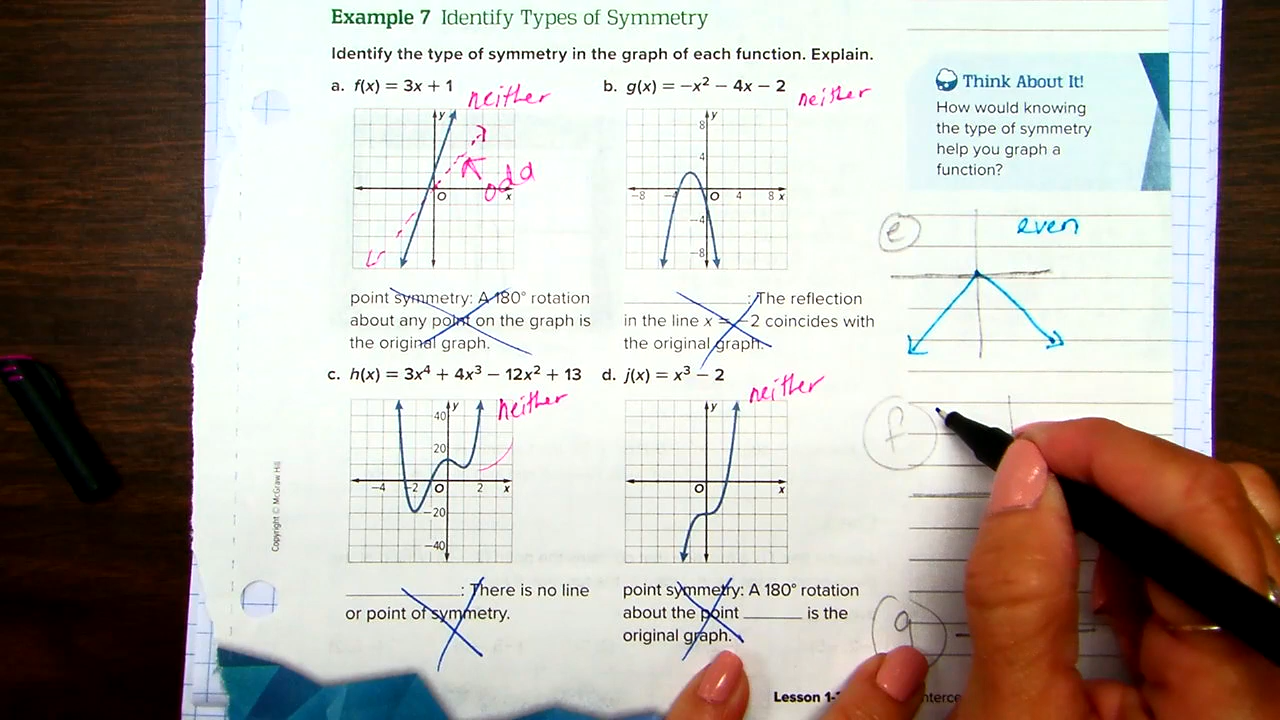 Example 7 Identify Types of Symmetry
Identify the type of symmetry in the graph of each function. Explain.
a. f(x) = 3x + 1
neither
y
O
x
odd
point symmetry: A 180° rotation
about any point on the graph is
the original graph.
b. g(x) = −x² − 4x − 2
neither
y
8
4
−8
O
4
8 x
−4
−8
____________: The reflection
in the line x = −2 coincides with
the original graph.
c. h(x) = 3x⁴ + 4x³ − 12x² + 13
neither
40
y
20
−4
−2
O
2
x
−20
−40
____________: There is no line
or point of symmetry.
d. j(x) = x³ − 2
neither
y
O
x
point symmetry: A 180° rotation
about the point ______ is the
original graph.
Think About It!
How would knowing
the type of symmetry
help you graph a
function?
e
even
f
g
Copyright © McGraw Hill
Lesson 1-